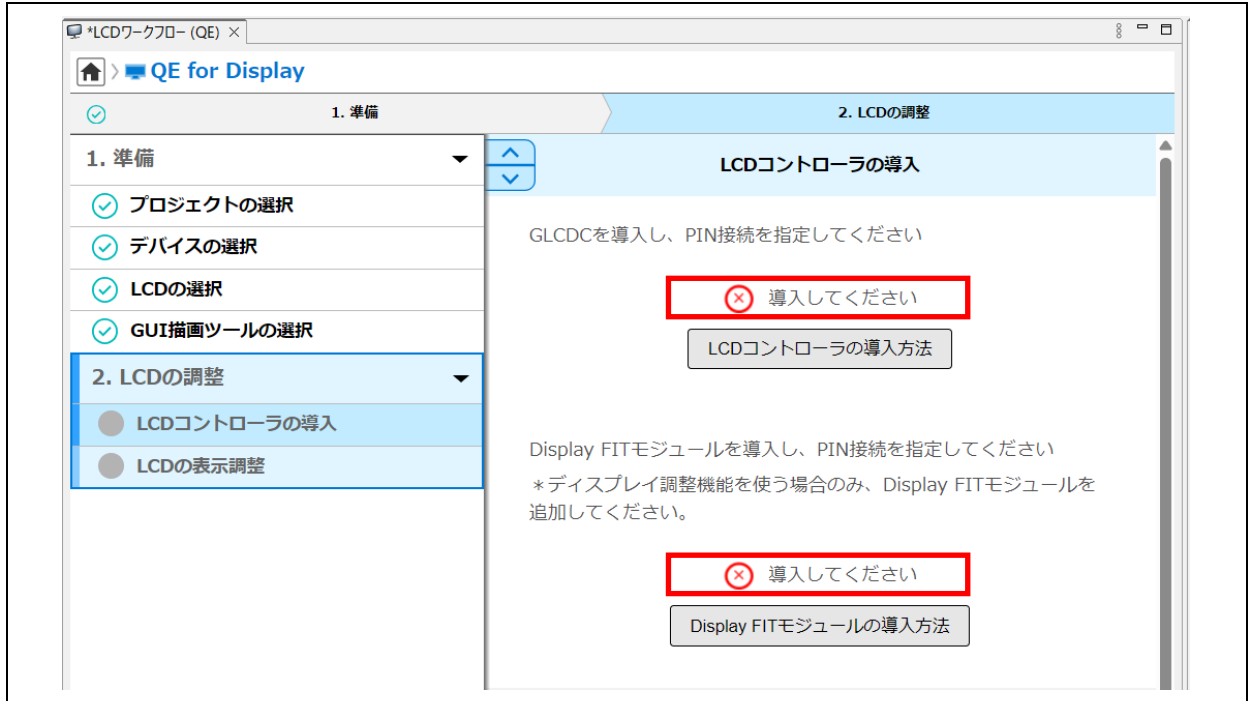 *LCDワークフロー (QE)
QE for Display
1. 準備
2. LCDの調整
1. 準備
プロジェクトの選択
デバイスの選択
LCDの選択
GUI描画ツールの選択
2. LCDの調整
LCDコントローラの導入
LCDの表示調整
LCDコントローラの導入
GLCDCを導入し、PIN接続を指定してください
導入してください
LCDコントローラの導入方法
Display FITモジュールを導入し、PIN接続を指定してください
*ディスプレイ調整機能を使う場合のみ、Display FITモジュールを
追加してください。
導入してください
Display FITモジュールの導入方法